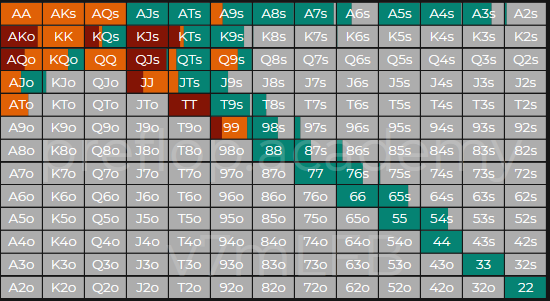 AA AKs AQs AJs ATs A9s A8s A7s A6s A5s A4s A3s A2s
AKo KK KQs KJs KTs K9s K8s K7s K6s K5s K4s K3s K2s
AQo KQo QQ QJs QTs Q9s Q8s Q7s Q6s Q5s Q4s Q3s Q2s
AJo KJo QJo JJ JTs J9s J8s J7s J6s J5s J4s J3s J2s
ATo KTo QTo JTo TT T9s T8s T7s T6s T5s T4s T3s T2s
A9o K9o Q9o J9o T9o 99 98s 97s 96s 95s 94s 93s 92s
A8o K8o Q8o J8o T8o 98o 88 87s 86s 85s 84s 83s 82s
preflop.academy
A7o K7o Q7o J7o T7o 97o 87o 77 76s 75s 74s 73s 72s
A6o K6o Q6o J6o T6o 96o 86o 76o 66 65s 64s 63s 62s
A5o K5o Q5o J5o T5o 95o 85o 75o 65o 55 54s 53s 52s
A4o K4o Q4o J4o T4o 94o 84o 74o 64o 54o 44 43s 42s
A3o K3o Q3o J3o T3o 93o 83o 73o 63o 53o 43o 33 32s
A2o K2o Q2o J2o T2o 92o 82o 72o 62o 52o 42o 32o 22